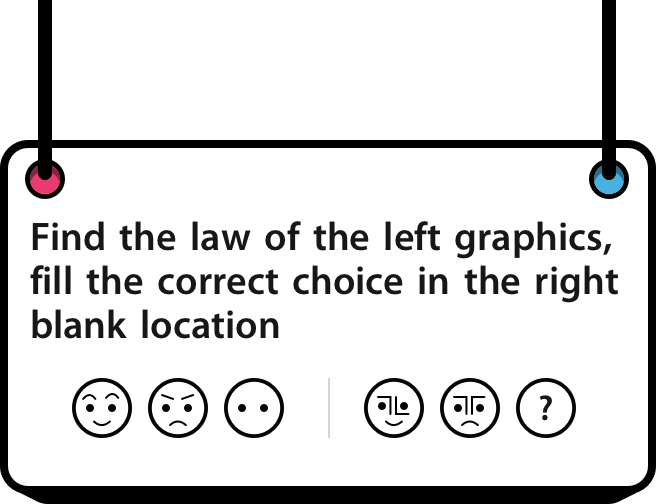 Find the law of the left graphics,
fill the correct choice in the right
blank location
?